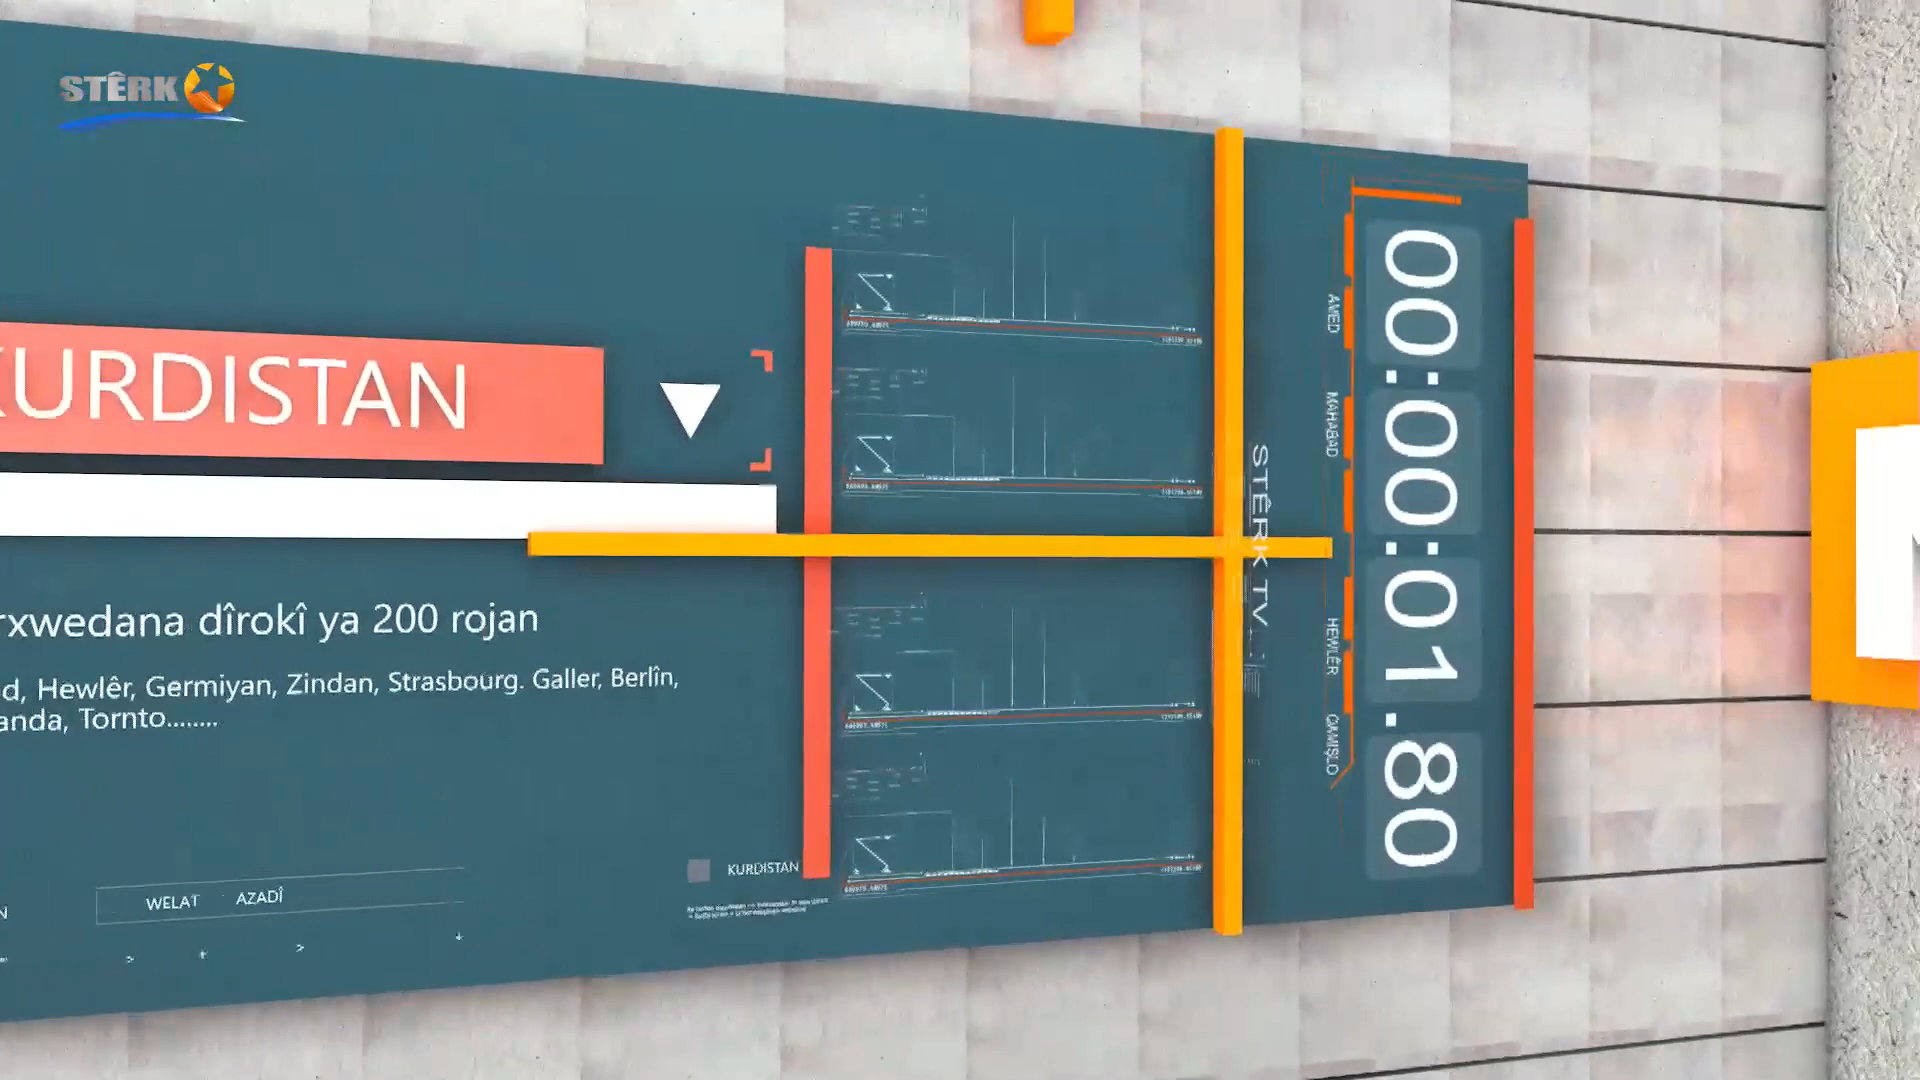 STÊRK
KURDISTAN
rxwedana dîrokî ya 200 rojan
d, Hewlêr, Germiyan, Zindan, Strasbourg. Galler, Berlîn,
anda, Tornto........
WELAT
AZADÎ
KURDISTAN
STÊRK TV
AMED
MAHABAD
HEWLÊR
QAMIŞLO
00:00:01.80